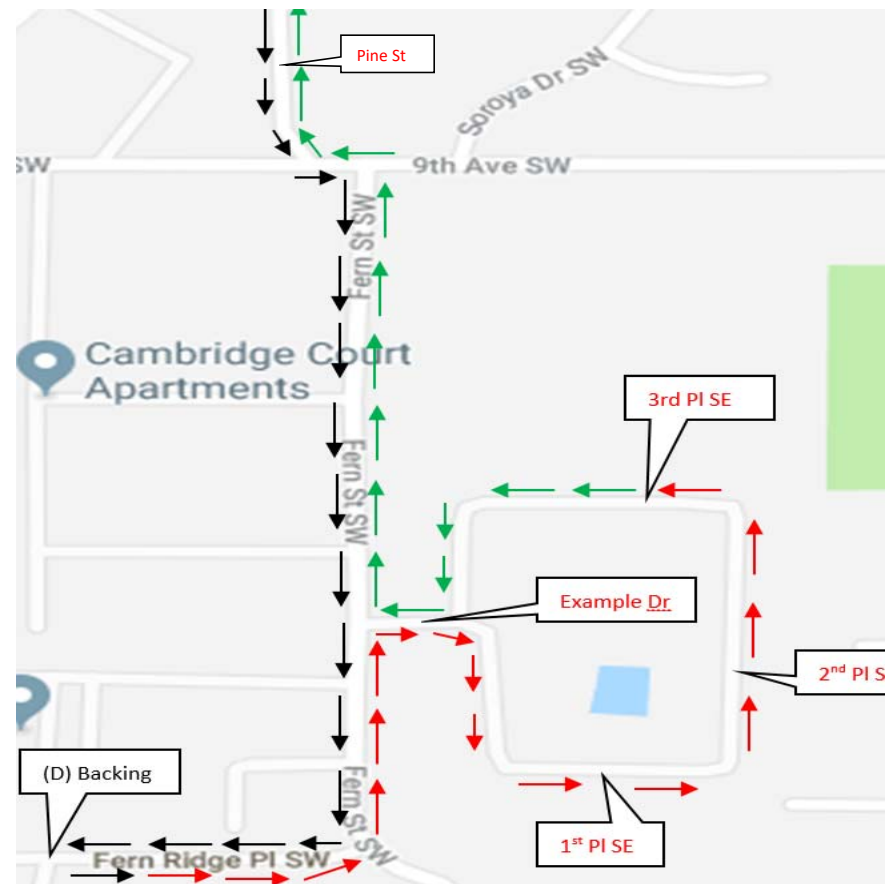 Pine St
Soroya Dr SW
SW
9th Ave SW
Fern St SW
Cambridge Court
Apartments
3rd Pl SE
Fern St SW
Example Dr
2nd Pl S
(D) Backing
Fern St SW
Fern Ridge Pl SW
1st Pl SE